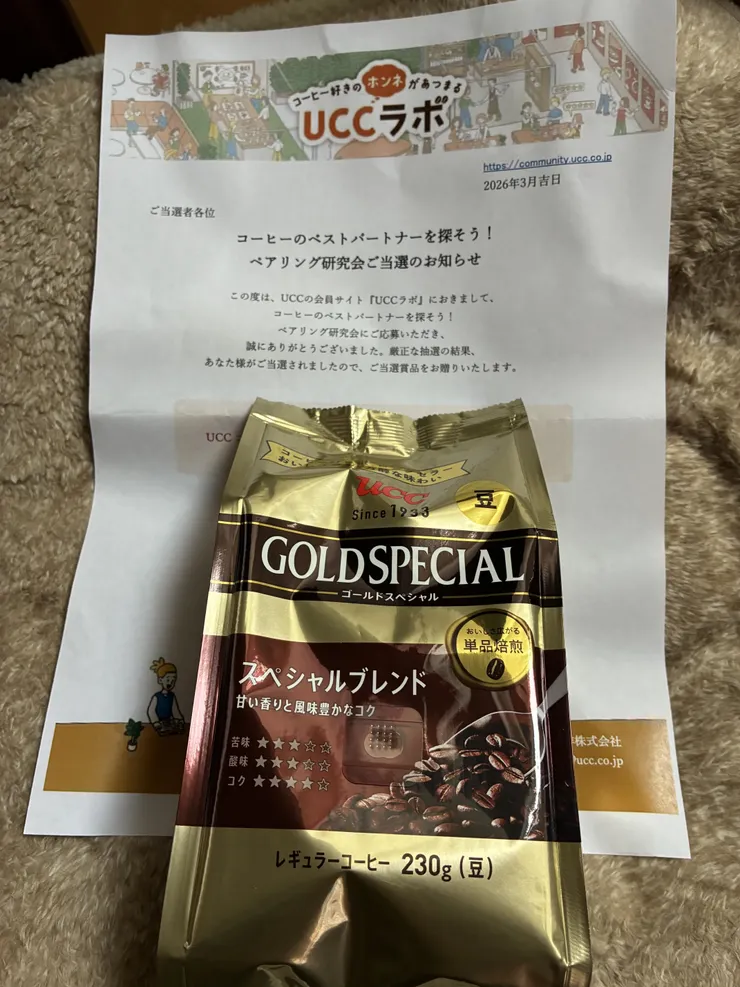 コーヒー好きのホンネがあつまる
UCCラボ
https://community.ucc.co.jp
2026年3月吉日
ご当選者各位
コーヒーのベストパートナーを探そう!
ペアリング研究会ご当選のお知らせ
この度は、UCCの会員サイト『UCCラボ』におきまして、
コーヒーのベストパートナーを探そう!
ペアリング研究会にご応募いただき、
誠にありがとうございました。厳正な抽選の結果、
あなた様がご当選されましたので、ご当選賞品をお贈りいたします。
UCC
株式会社
ucc.co.jp
味わい
UCC
Since 1933
豆
GOLD SPECIAL
ゴールドスペシャル
おいしさ広がる
単品焙煎
スペシャルブレンド
甘い香りと風味豊かなコク
苦味 ★★★☆☆
酸味 ★★★☆☆
コク ★★★★☆
レギュラーコーヒー 230g(豆)